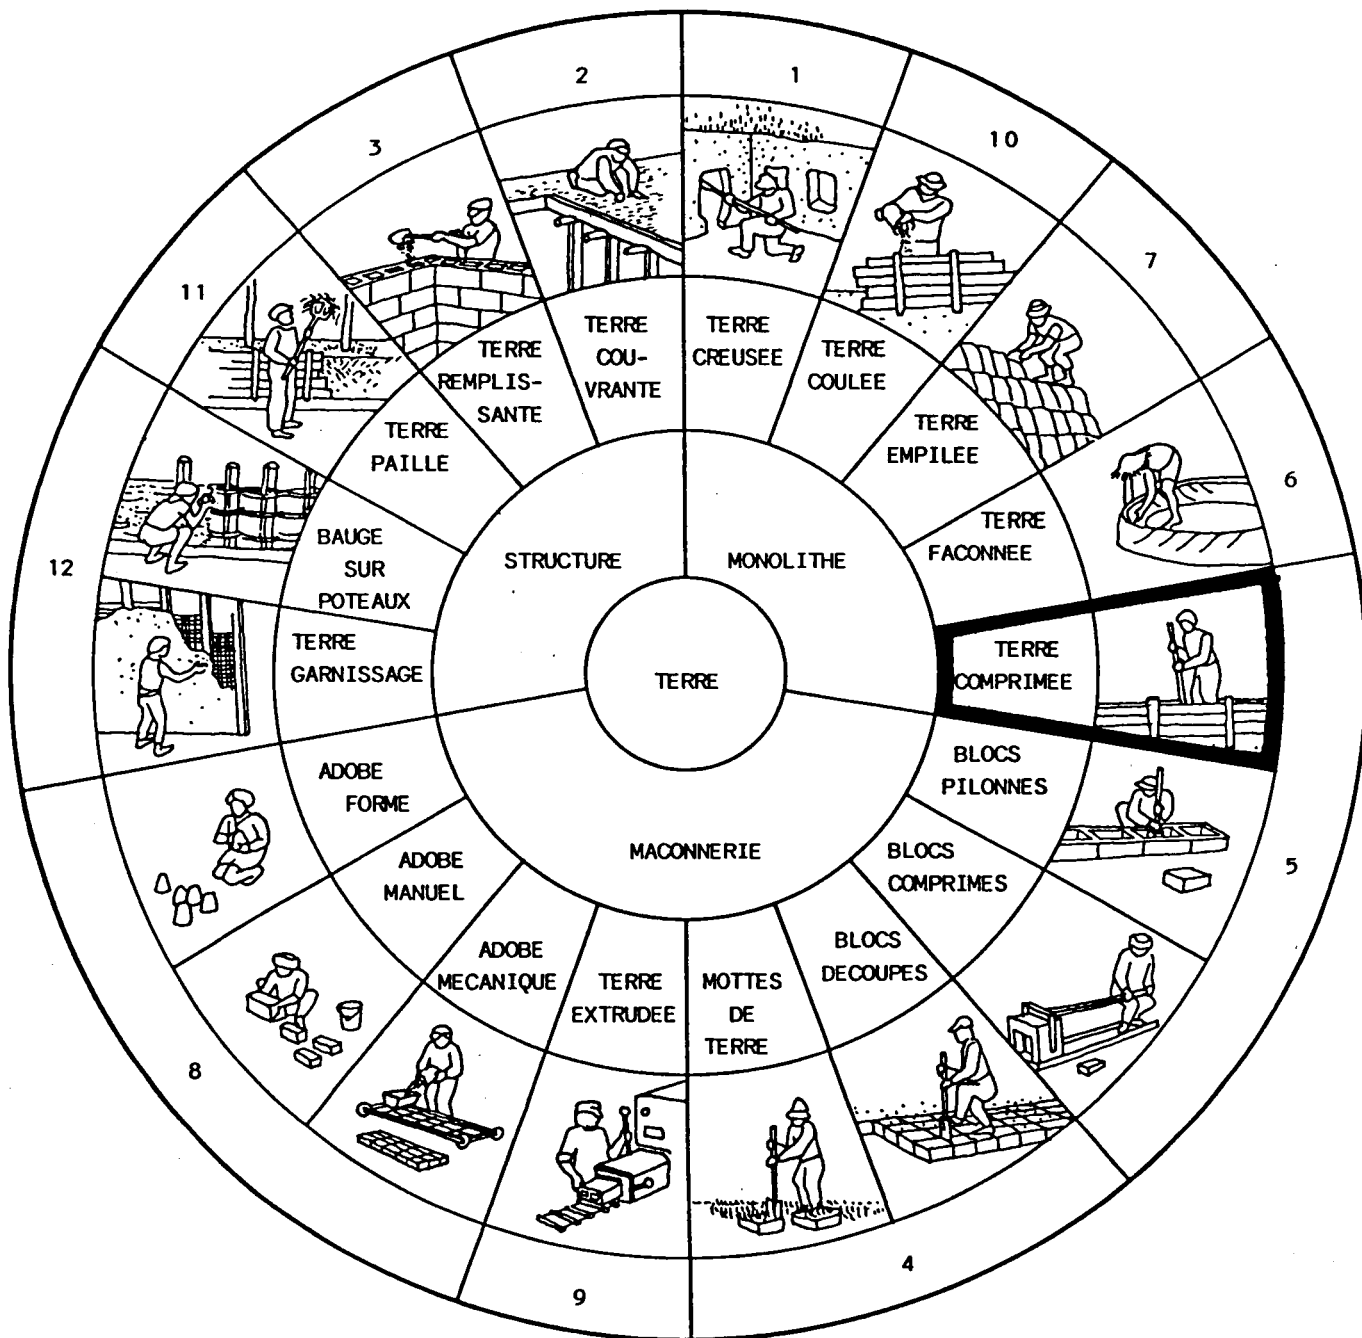 2
1
3
10
11
7
12
6
8
5
9
4
TERRE
COU-
VRANTE
TERRE
CREUSEE
TERRE
REMPLIS-
SANTE
TERRE
COULEE
TERRE
PAILLE
TERRE
EMPILEE
BAUGE
SUR
POTEAUX
TERRE
FACONNEE
TERRE
GARNISSAGE
TERRE
COMPRIMEE
STRUCTURE
MONOLITHE
TERRE
MACONNERIE
ADOBE
FORME
BLOCS
PILONNES
ADOBE
MANUEL
BLOCS
COMPRIMES
ADOBE
MECANIQUE
TERRE
EXTRUDEE
MOTTES
DE
TERRE
BLOCS
DECOUPES